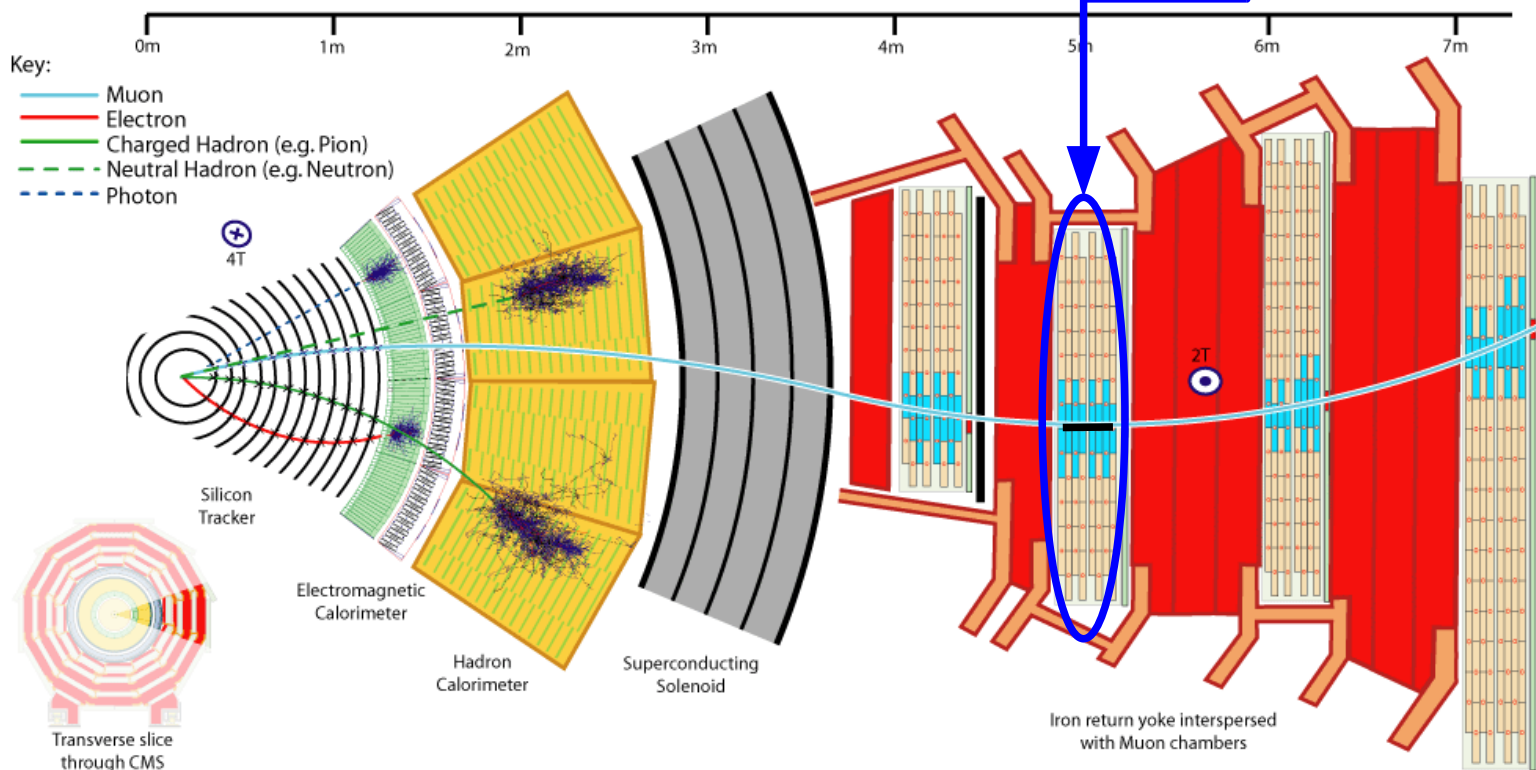 0m
1m
2m
3m
4m
5m
6m
7m
Key:
Muon
Electron
Charged Hadron (e.g. Pion)
Neutral Hadron (e.g. Neutron)
Photon
4T
2T
Silicon
Tracker
Electromagnetic
Calorimeter
Hadron
Calorimeter
Superconducting
Solenoid
Iron return yoke interspersed
with Muon chambers
Transverse slice
through CMS